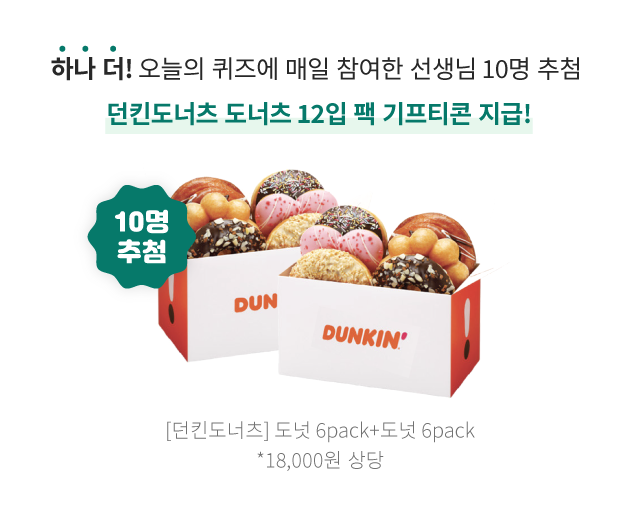 하나 더! 오늘의 퀴즈에 매일 참여한 선생님 10명 추첨
던킨도너츠 도너츠 12입 팩 기프티콘 지급!
10명
추첨
DUN
DUNKIN'
[던킨도너츠] 도넛 6pack+도넛 6pack
*18,000원 상당